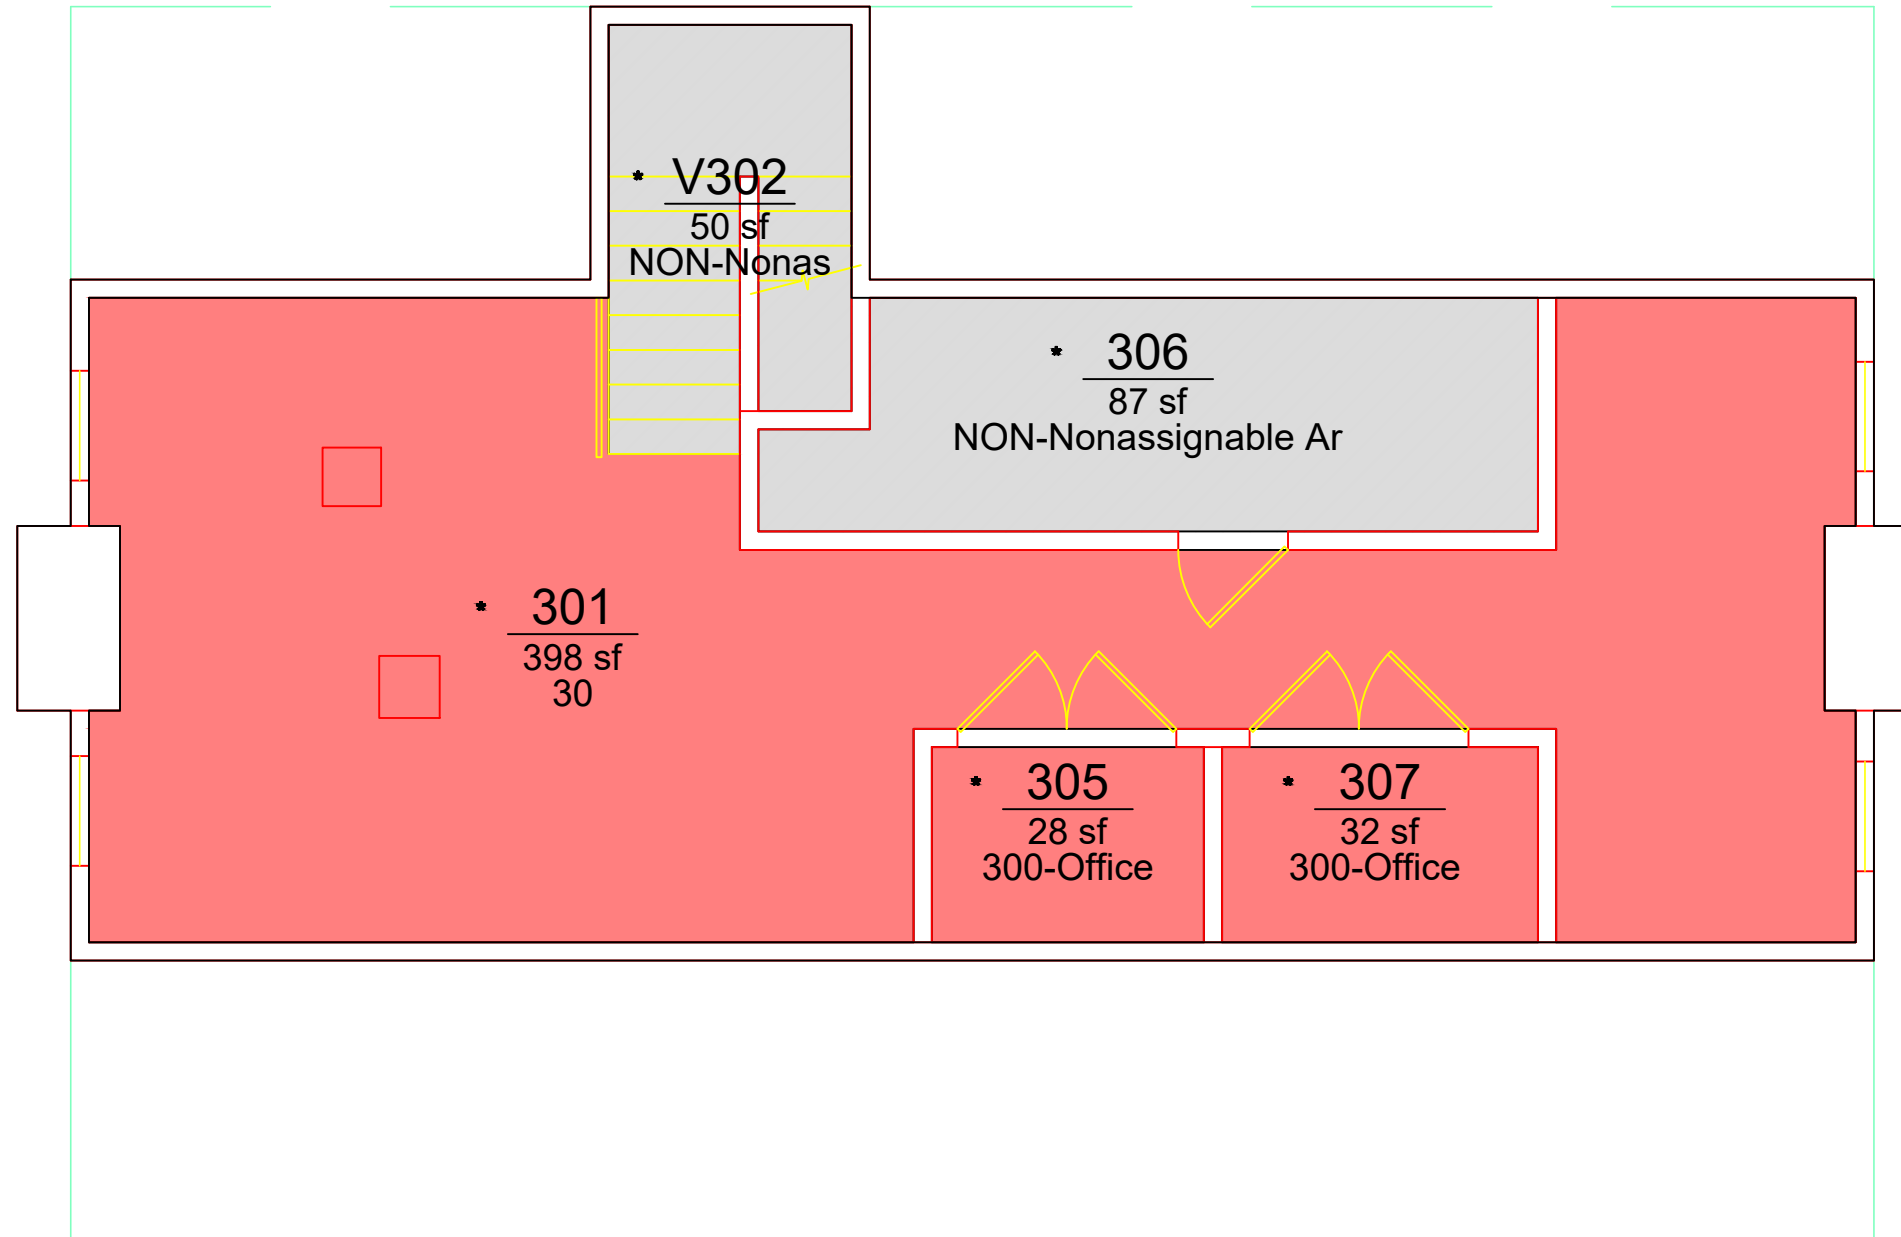 * V302
50 sf
NON-Nonas
* 306
87 sf
NON-Nonassignable Ar
* 301
398 sf
30
* 305
28 sf
300-Office
* 307
32 sf
300-Office